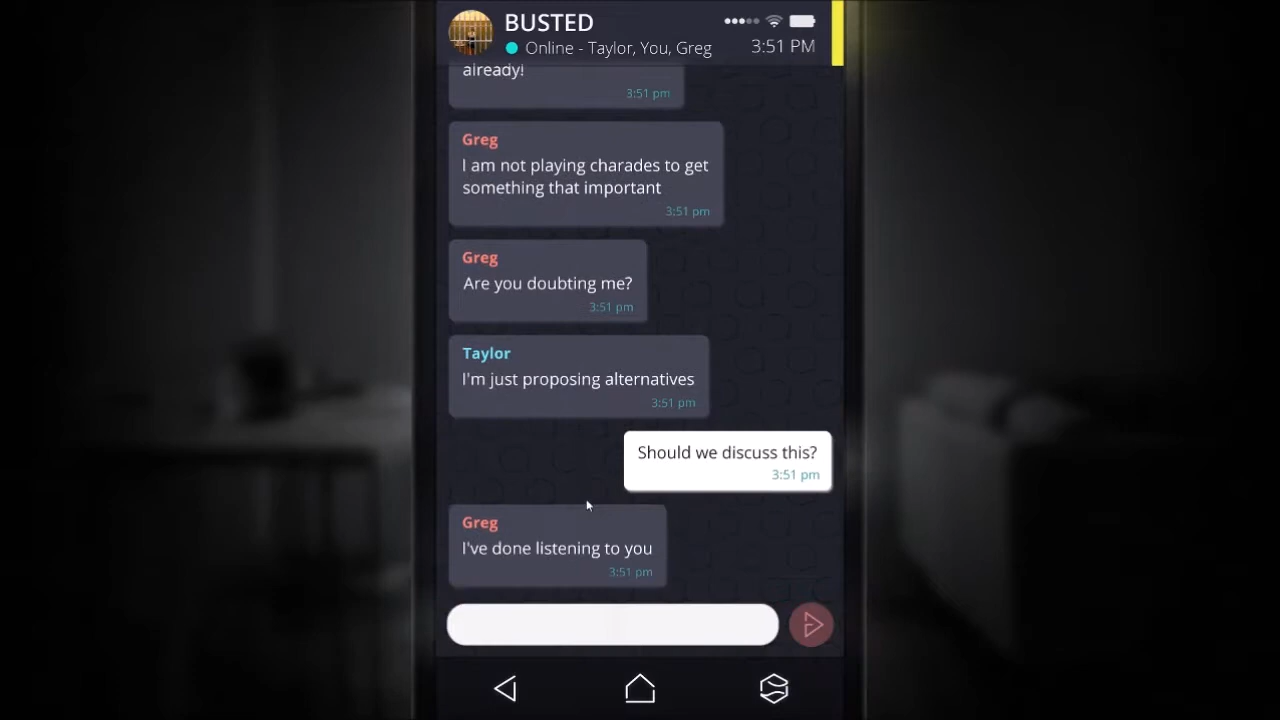 BUSTED
Online - Taylor, You, Greg
3:51 PM
already!
3:51 pm
Greg
I am not playing charades to get
something that important
3:51 pm
Greg
Are you doubting me?
3:51 pm
Taylor
I'm just proposing alternatives
3:51 pm
Should we discuss this?
3:51 pm
Greg
I've done listening to you
3:51 pm